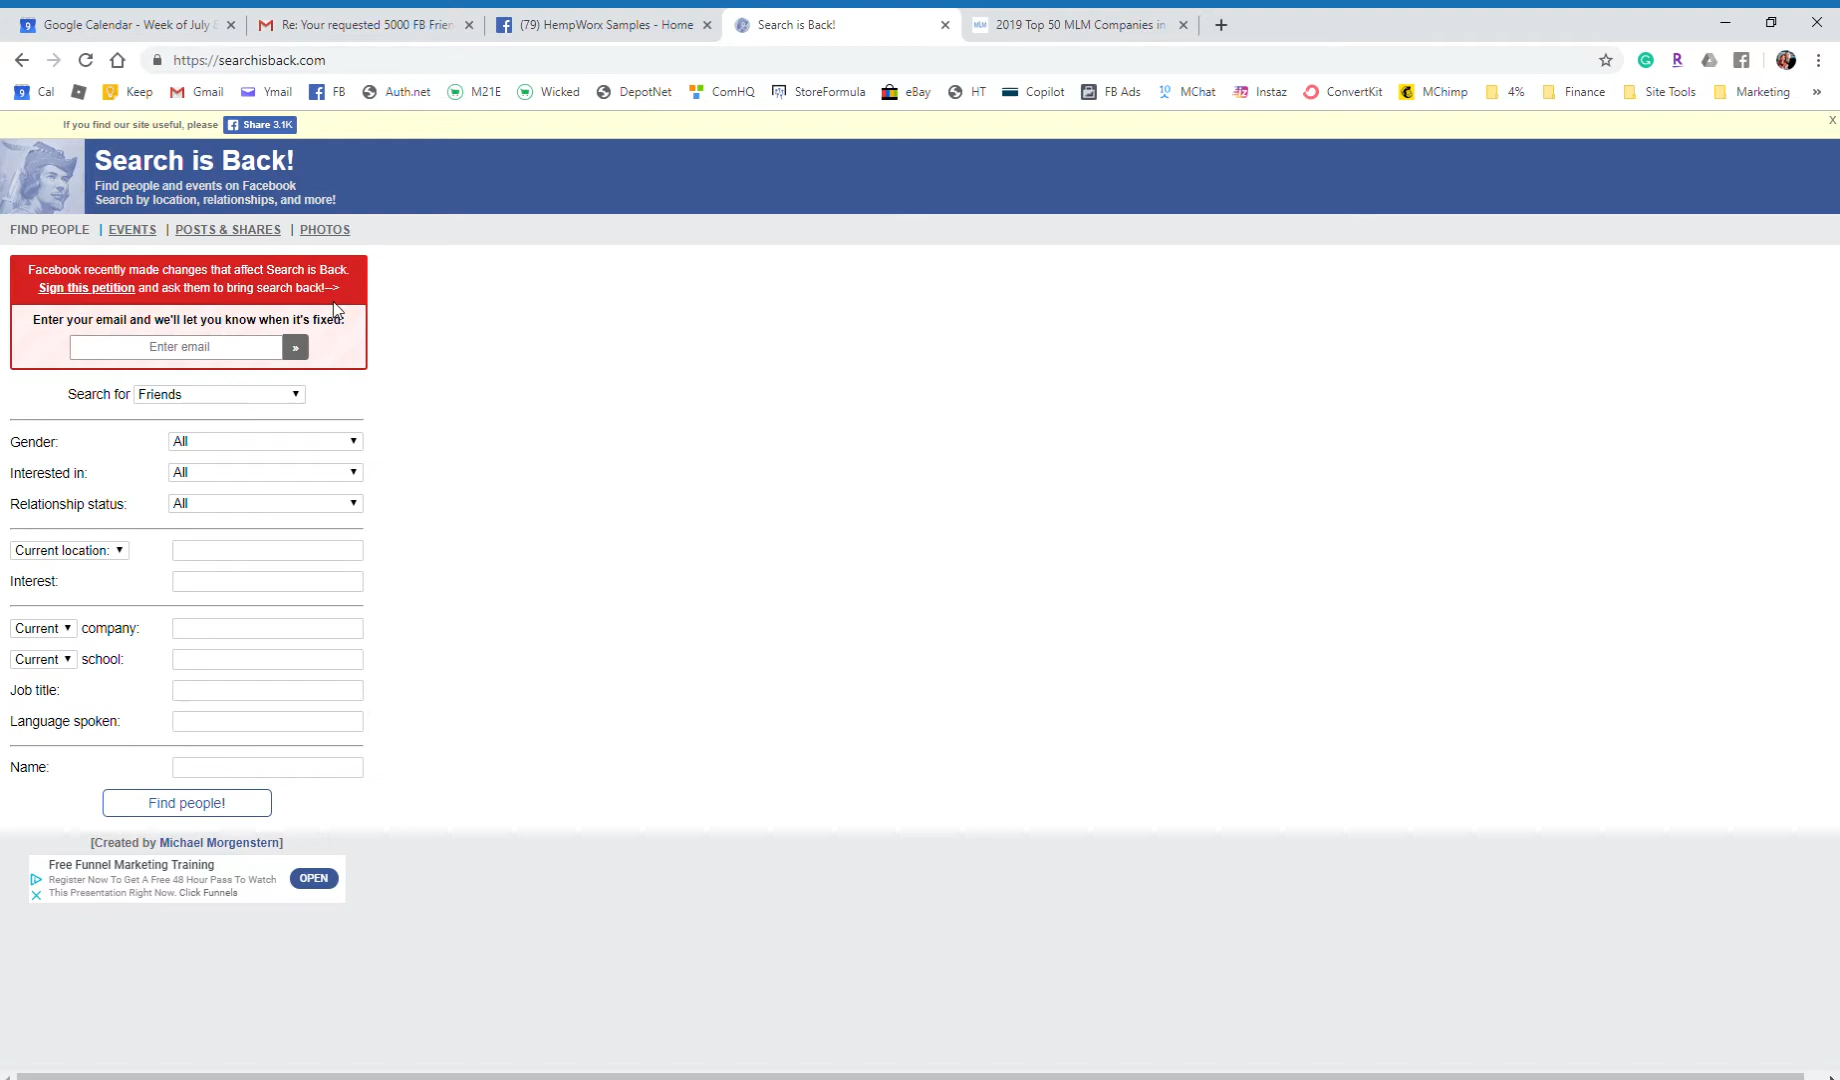 Google Calendar - Week of July 8
Re: Your requested 5000 FB Frien
(79) HempWorx Samples - Home
Search is Back!
2019 Top 50 MLM Companies in
https://searchisback.com
Cal
Keep
Gmail
Ymail
FB
Auth.net
M21E
Wicked
DepotNet
ComHQ
StoreFormula
eBay
HT
Copilot
FB Ads
MChat
Instaz
ConvertKit
MChimp
4%
Finance
Site Tools
Marketing
»
If you find our site useful, please
Share 3.1K
X
Search is Back!
Find people and events on Facebook
Search by location, relationships, and more!
FIND PEOPLE | EVENTS | POSTS & SHARES | PHOTOS
Facebook recently made changes that affect Search is Back.
Sign this petition and ask them to bring search back!-->
Enter your email and we'll let you know when it's fixed:
Enter email
»
Search for Friends
Gender: All
Interested in: All
Relationship status: All
Current location:
Interest:
Current company:
Current school:
Job title:
Language spoken:
Name:
Find people!
[Created by Michael Morgenstern]
Free Funnel Marketing Training
Register Now To Get A Free 48 Hour Pass To Watch
This Presentation Right Now. Click Funnels
OPEN